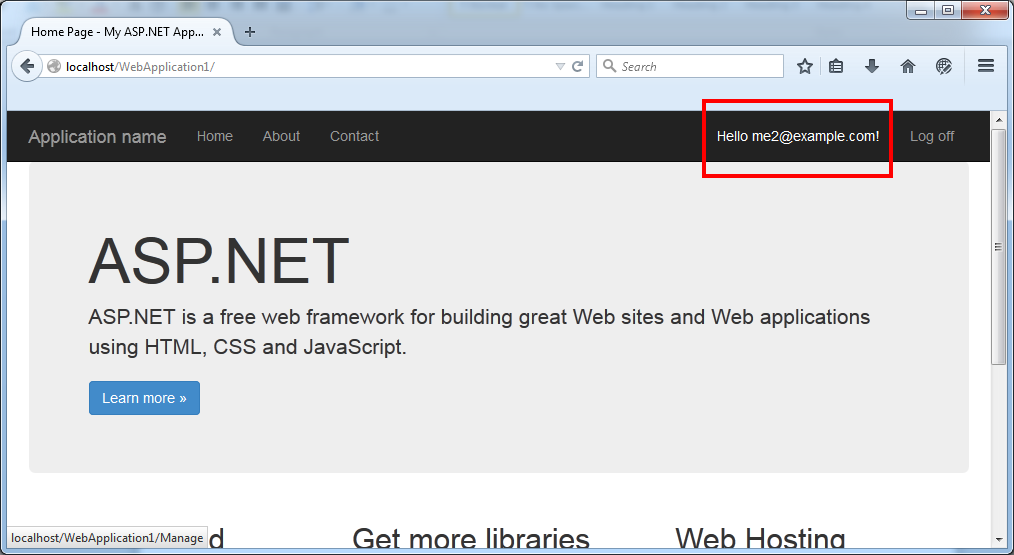 Home Page - My ASP.NET App...
localhost/WebApplication1/
Search
Application name Home About Contact Hello me2@example.com! Log off
ASP.NET
ASP.NET is a free web framework for building great Web sites and Web applications
using HTML, CSS and JavaScript.
Learn more »
Get more libraries Web Hosting
localhost/WebApplication1/Manage